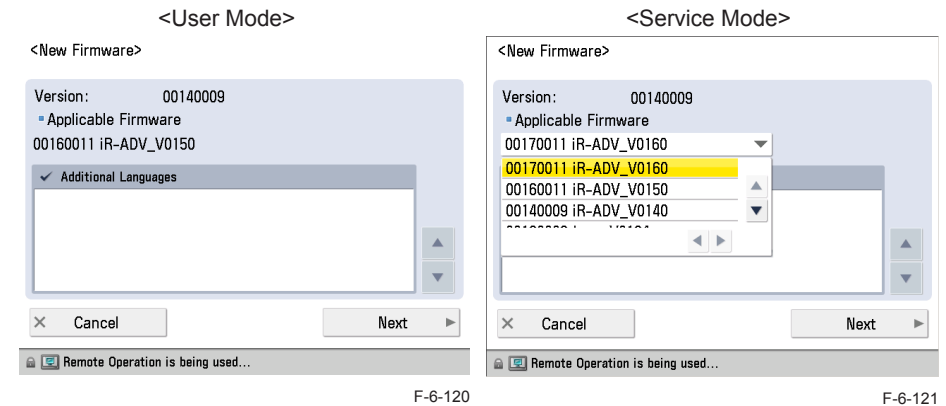 <User Mode>
<New Firmware>
Version: 00140009
Applicable Firmware
00160011 iR-ADV_V0150
Additional Languages
Cancel
Next
Remote Operation is being used...
F-6-120
<Service Mode>
<New Firmware>
Version: 00140009
Applicable Firmware
00170011 iR-ADV_V0160
00170011 iR-ADV_V0160
00160011 iR-ADV_V0150
00140009 iR-ADV_V0140
Cancel
Next
Remote Operation is being used...
F-6-121